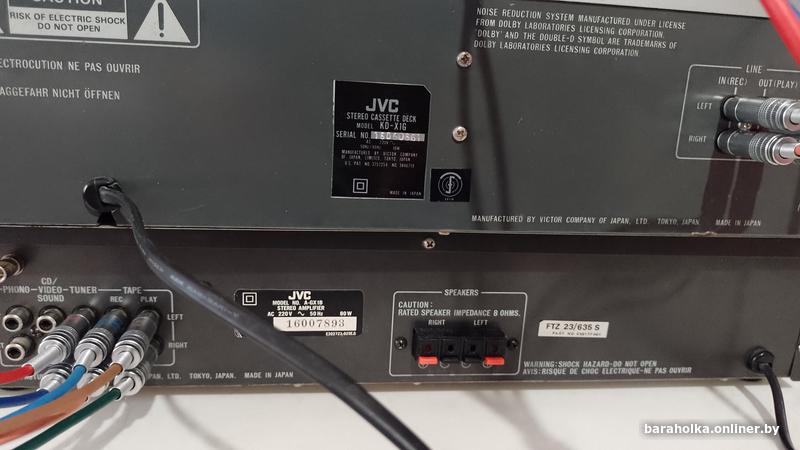 CAUTION
RISK OF ELECTRIC SHOCK
DO NOT OPEN
ECTROCUTION NE PAS OUVRIR
AGGEFAHR NICHT ÖFFNEN
NOISE REDUCTION SYSTEM MANUFACTURED UNDER LICENSE
FROM DOLBY LABORATORIES LICENSING CORPORATION.
"DOLBY" AND THE DOUBLE-D SYMBOL ARE TRADEMARKS OF
DOLBY LABORATORIES LICENSING CORPORATION.
LINE
IN(REC) OUT(PLAY)
LEFT
RIGHT
JVC
STEREO CASSETTE DECK
MODEL KD-X1G
SERIAL NO.
AC 220V
MANUFACTURED BY VICTOR COMPANY
OF JAPAN, LIMITED, TOKYO, JAPAN
MADE IN JAPAN
MANUFACTURED BY VICTOR COMPANY OF JAPAN, LTD. TOKYO, JAPAN MADE IN JAPAN
CD/
PHONO-VIDEO-TUNER TAPE
SOUND REC PLAY
LEFT
RIGHT
JAPAN, LTD. TOKYO, JAPAN. MADE IN JAPAN
JVC
MODEL NO. A-GX1B
STEREO AMPLIFIER
AC 220V ~ 50Hz 80W
16007893
SPEAKERS
CAUTION:
RATED SPEAKER IMPEDANCE 8 OHMS.
RIGHT LEFT
FTZ 23/635 S
WARNING:SHOCK HAZARD-DO NOT OPEN
AVIS:RISQUE DE CHOC ELECTRIQUE-NE PAS OUVRIR
baraholka.onliner.by